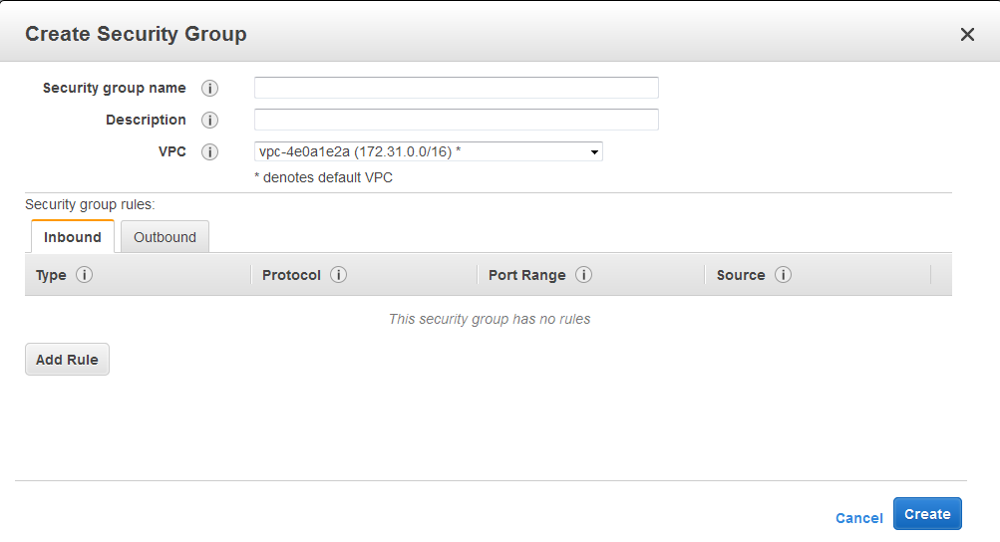 Create Security Group
Security group name
Description
VPC
vpc-4e0a1e2a (172.31.0.0/16) *
* denotes default VPC
Security group rules:
Inbound Outbound
Type Protocol Port Range Source
This security group has no rules
Add Rule
Cancel Create